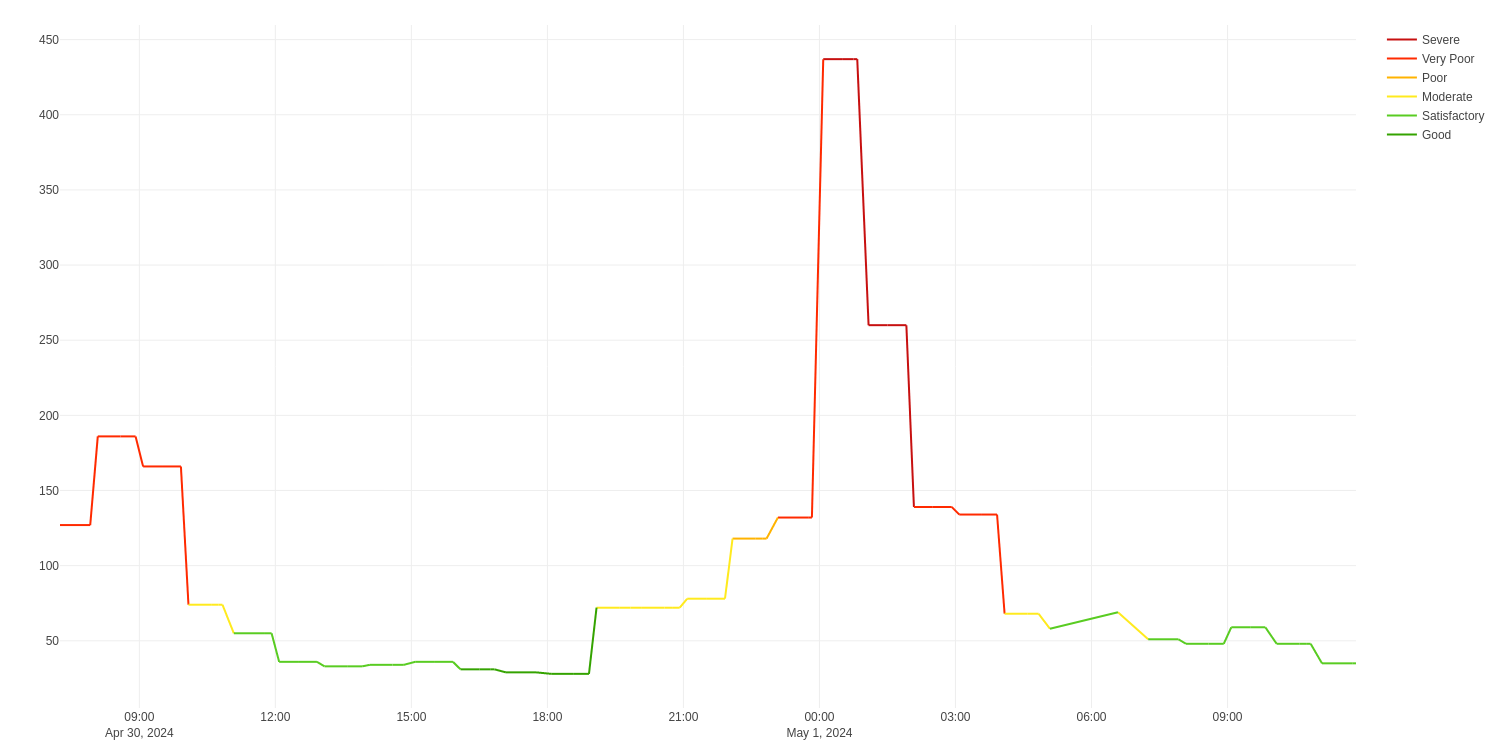 450
400
350
300
250
200
150
100
50
09:00
12:00
15:00
18:00
21:00
00:00
03:00
06:00
09:00
Apr 30, 2024
May 1, 2024
Severe
Very Poor
Poor
Moderate
Satisfactory
Good